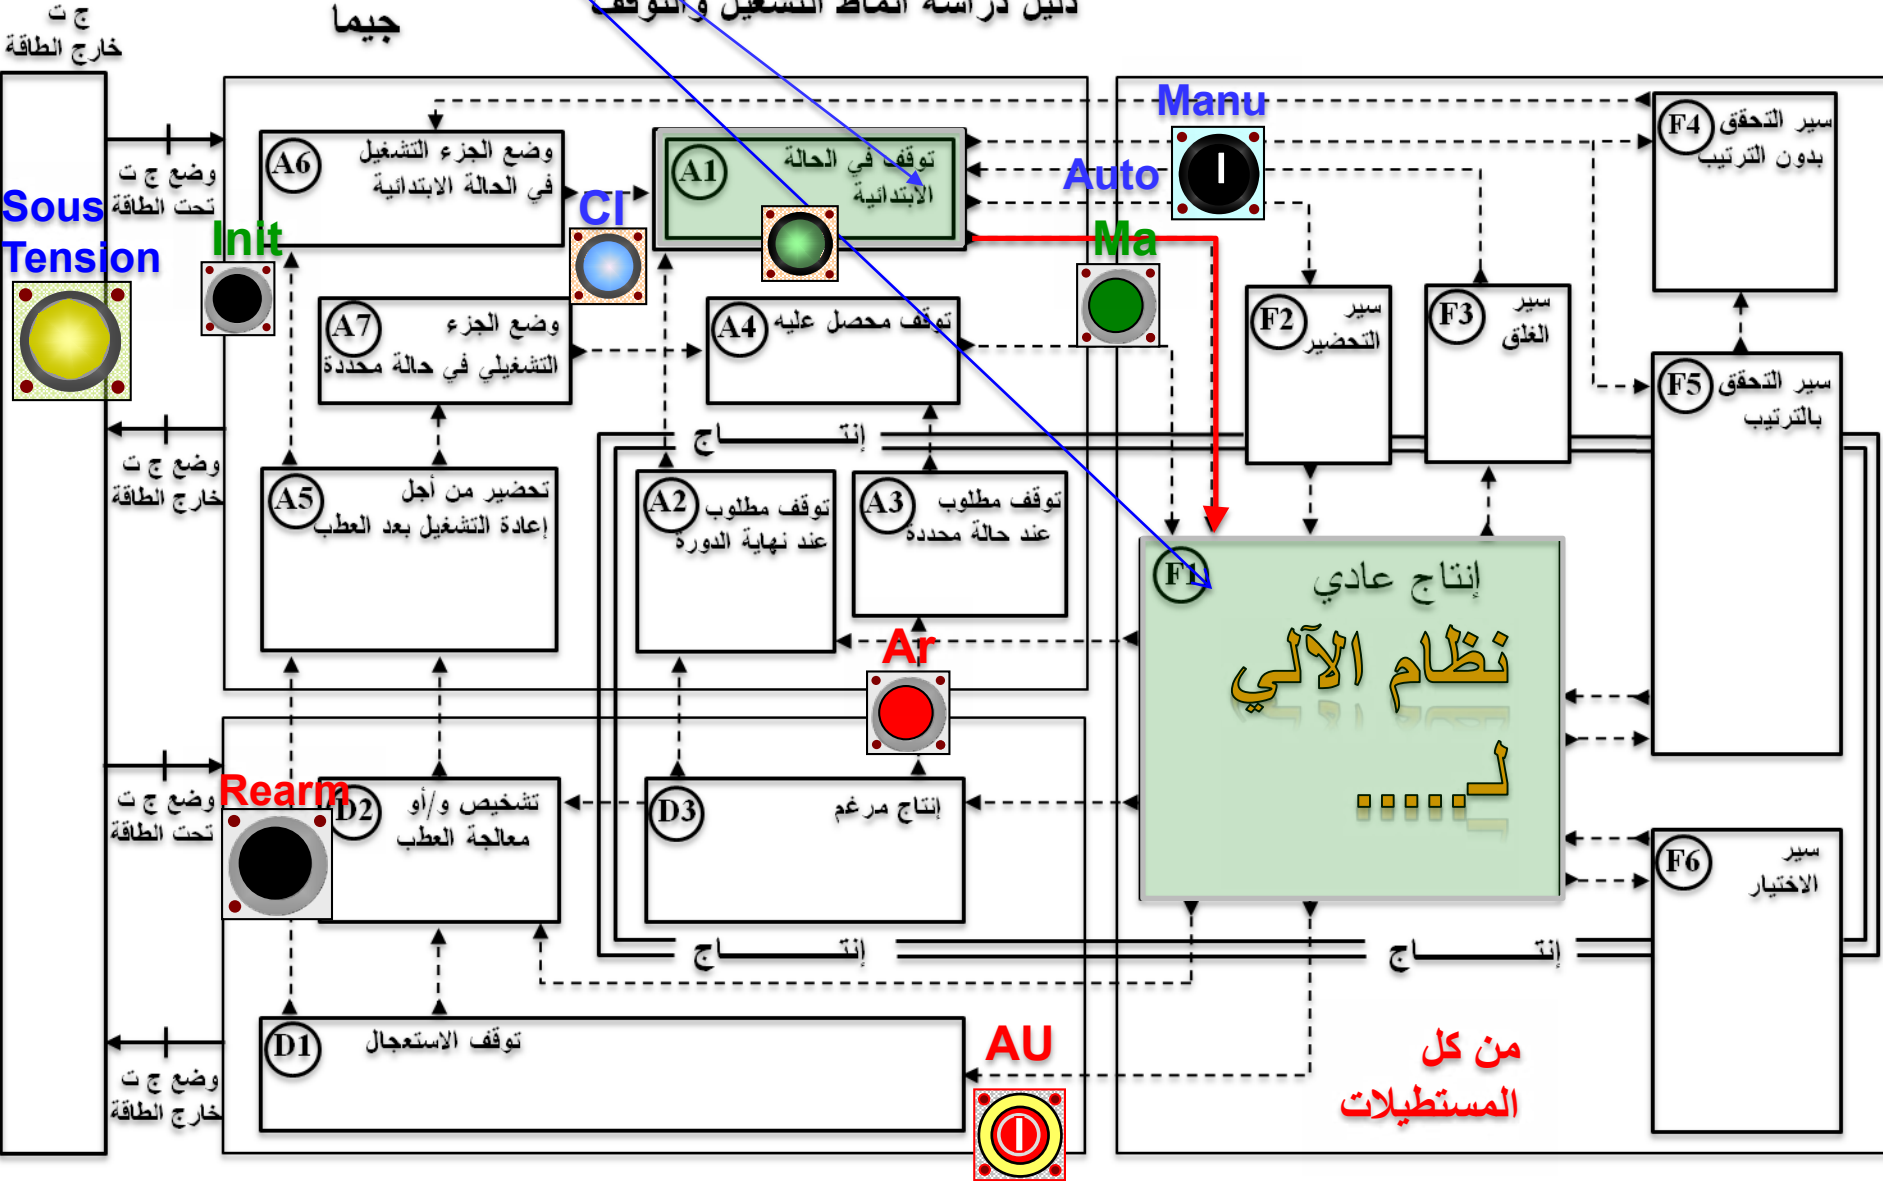 دليل دراسة أنماط التشغيل والتوقف
جيما
ج ت
خارج الطاقة
وضع ج ت
تحت الطاقة
Sous
Tension
Init
A6
وضع الجزء التشغيل
في الحالة الابتدائية
CI
A1
توقف في الحالة
الابتدائية
Manu
Auto
Ma
F4
سير التحقق
بدون الترتيب
A7
وضع الجزء
التشغيلي في حالة محددة
A4
توقف محصل عليه
F2
سير
التحضير
F3
سير
الغلق
F5
سير التحقق
بالترتيب
إنتـــــــاج
وضع ج ت
خارج الطاقة
A5
تحضير من أجل
إعادة التشغيل بعد العطب
A2
توقف مطلوب
عند نهاية الدورة
A3
توقف مطلوب
عند حالة محددة
F1
إنتاج عادي
نظام الآلي
لـ.....
Ar
وضع ج ت
تحت الطاقة
Rearm
D2
تشخيص و/أو
معالجة العطب
D3
إنتاج مرغم
F6
سير
الاختيار
إنتـــــــاج
إنتـــــــاج
وضع ج ت
خارج الطاقة
D1
توقف الاستعجال
AU
من كل
المستطيلات